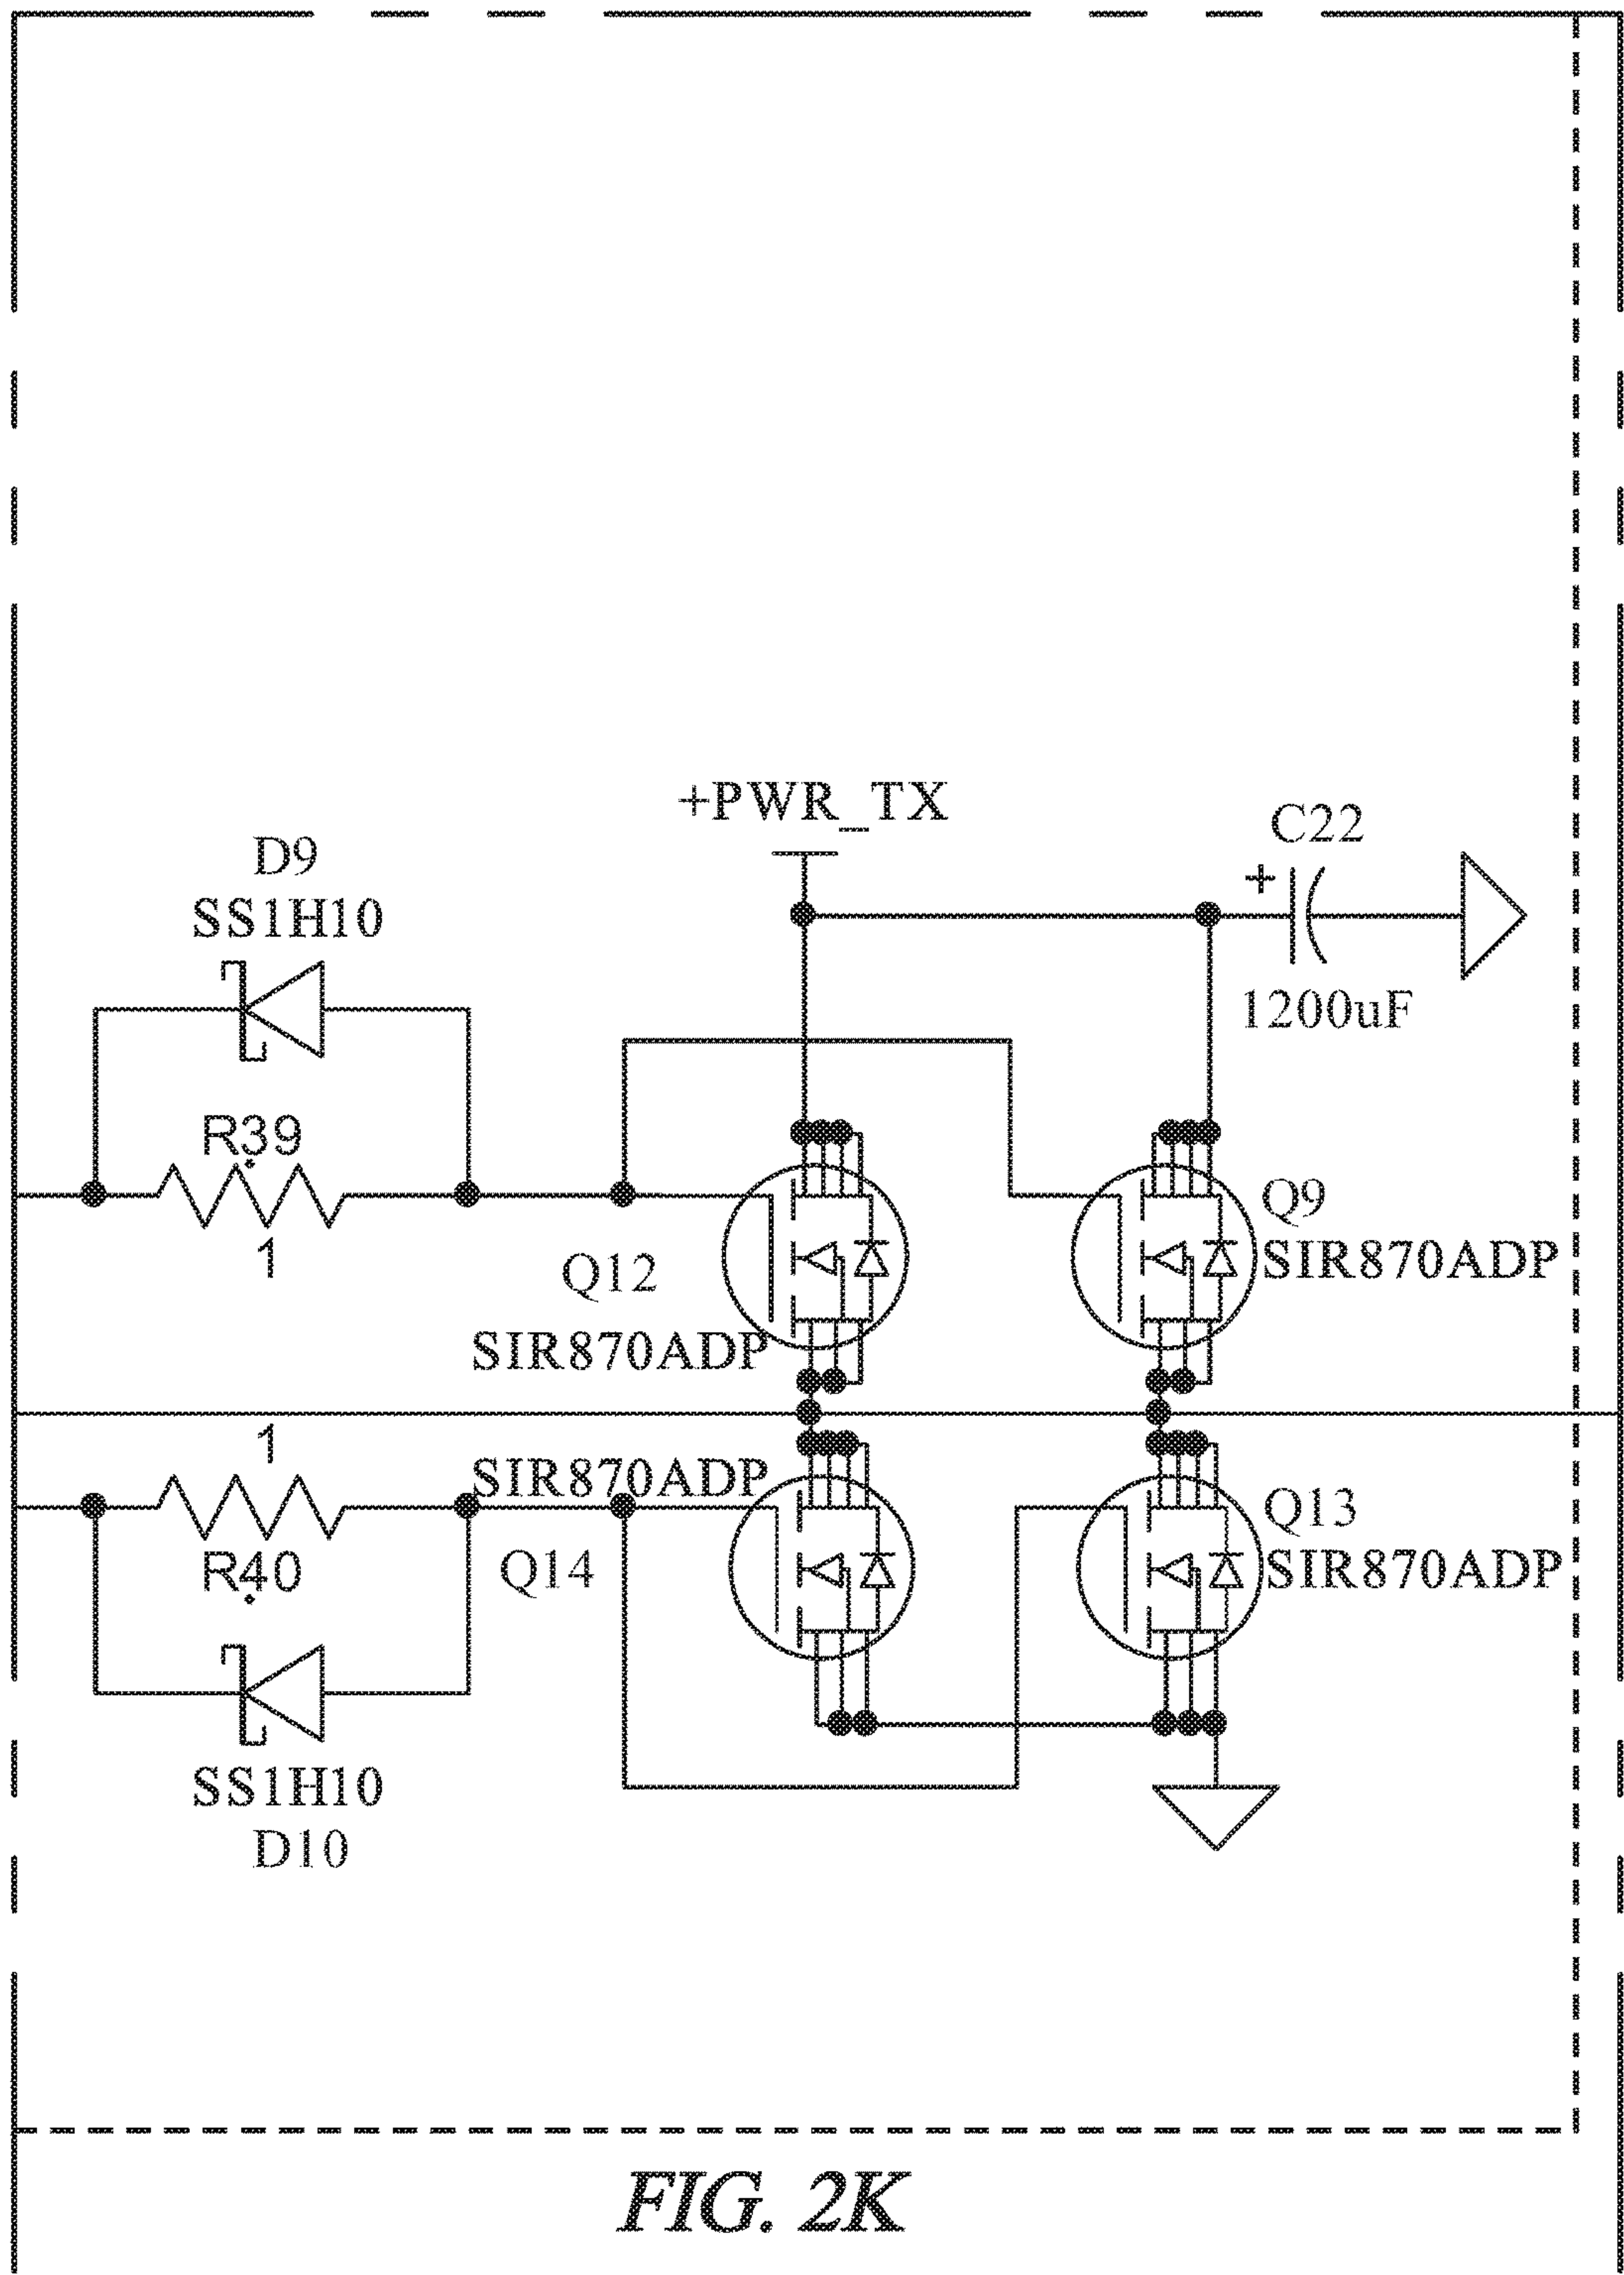 +PWR_TX
C22
+
1200uF
D9
SS1H10
R39
1
Q12
SIR870ADP
Q9
SIR870ADP
1
R40
SIR870ADP
Q14
Q13
SIR870ADP
SS1H10
D10
FIG. 2K